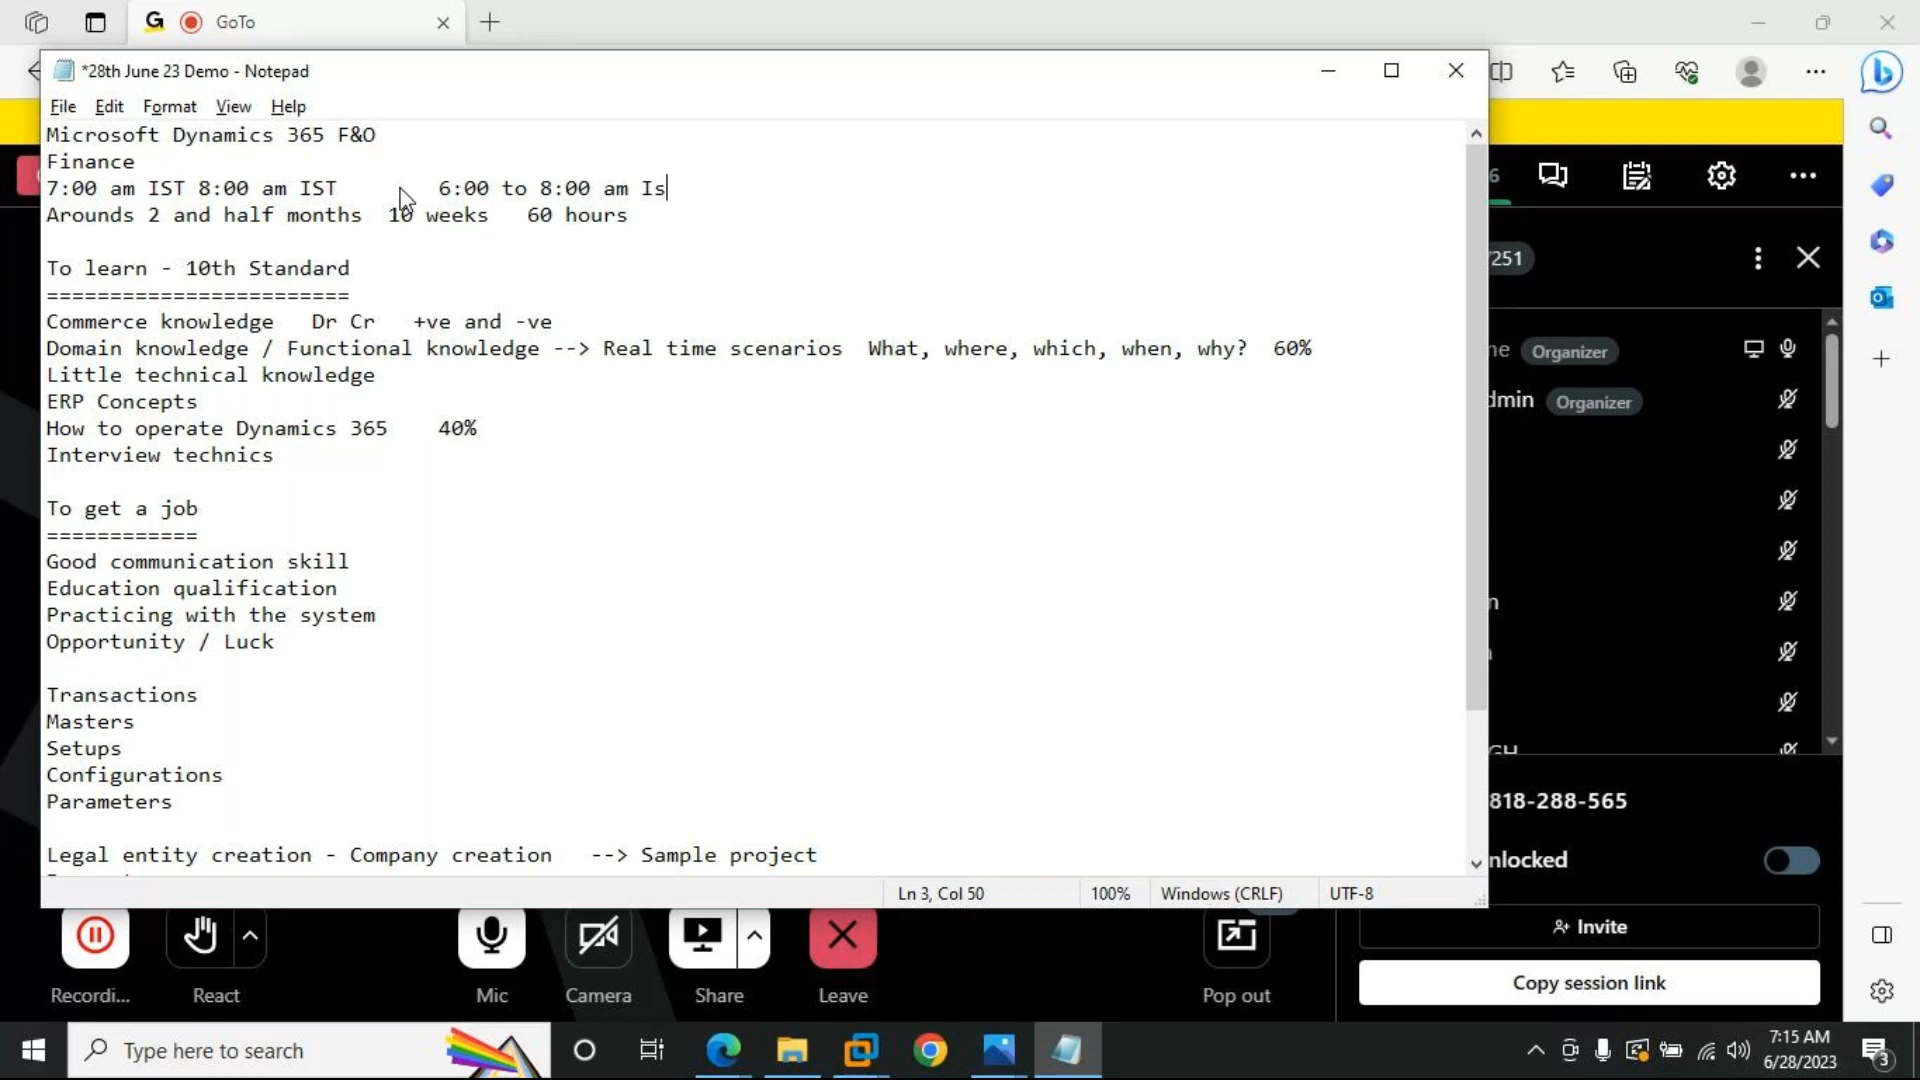 GoTo
*28th June 23 Demo - Notepad
File Edit Format View Help
Microsoft Dynamics 365 F&O
Finance
7:00 am IST 8:00 am IST 6:00 to 8:00 am Is
Arounds 2 and half months 10 weeks 60 hours
To learn - 10th Standard
========================
Commerce knowledge Dr Cr +ve and -ve
Domain knowledge / Functional knowledge --> Real time scenarios What, where, which, when, why? 60%
Little technical knowledge
ERP Concepts
How to operate Dynamics 365 40%
Interview technics
To get a job
============
Good communication skill
Education qualification
Practicing with the system
Opportunity / Luck
Transactions
Masters
Setups
Configurations
Parameters
Legal entity creation - Company creation --> Sample project
Ln 3, Col 50 100% Windows (CRLF) UTF-8
6
/251
ne Organizer
dmin Organizer
n
GH
818-288-565
nlocked
Invite
Copy session link
Recordi... React Mic Camera Share Leave Pop out
Type here to search
7:15 AM
6/28/2023
3